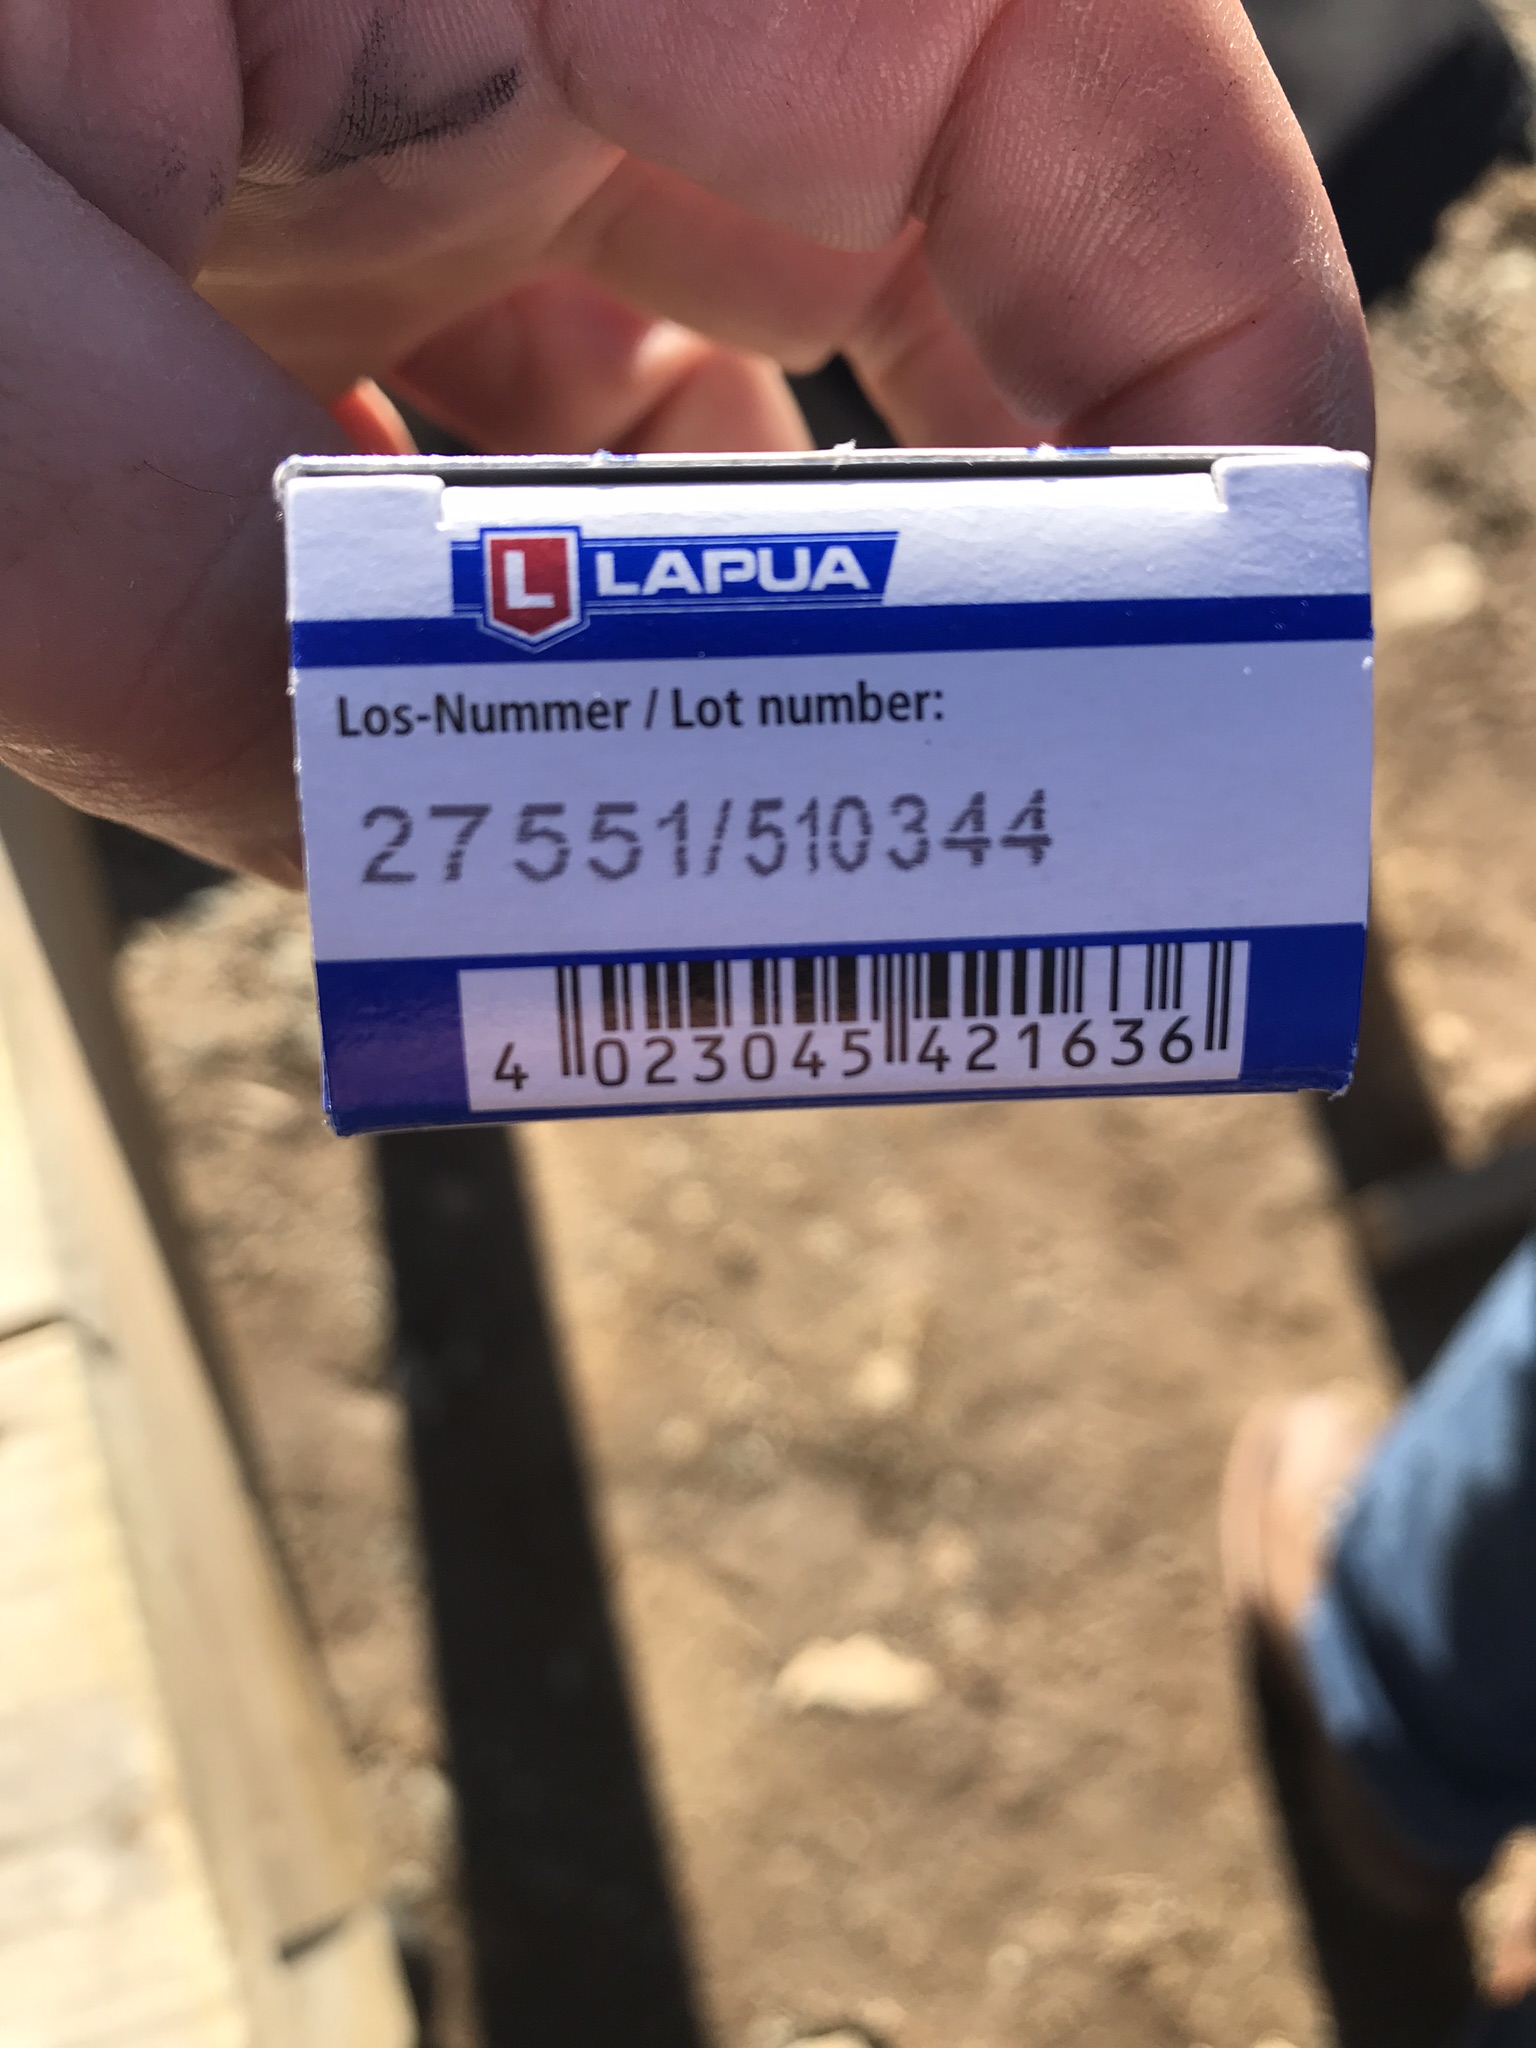 L LAPUA
Los-Nummer / Lot number:
27551/510344
4 023045 421636